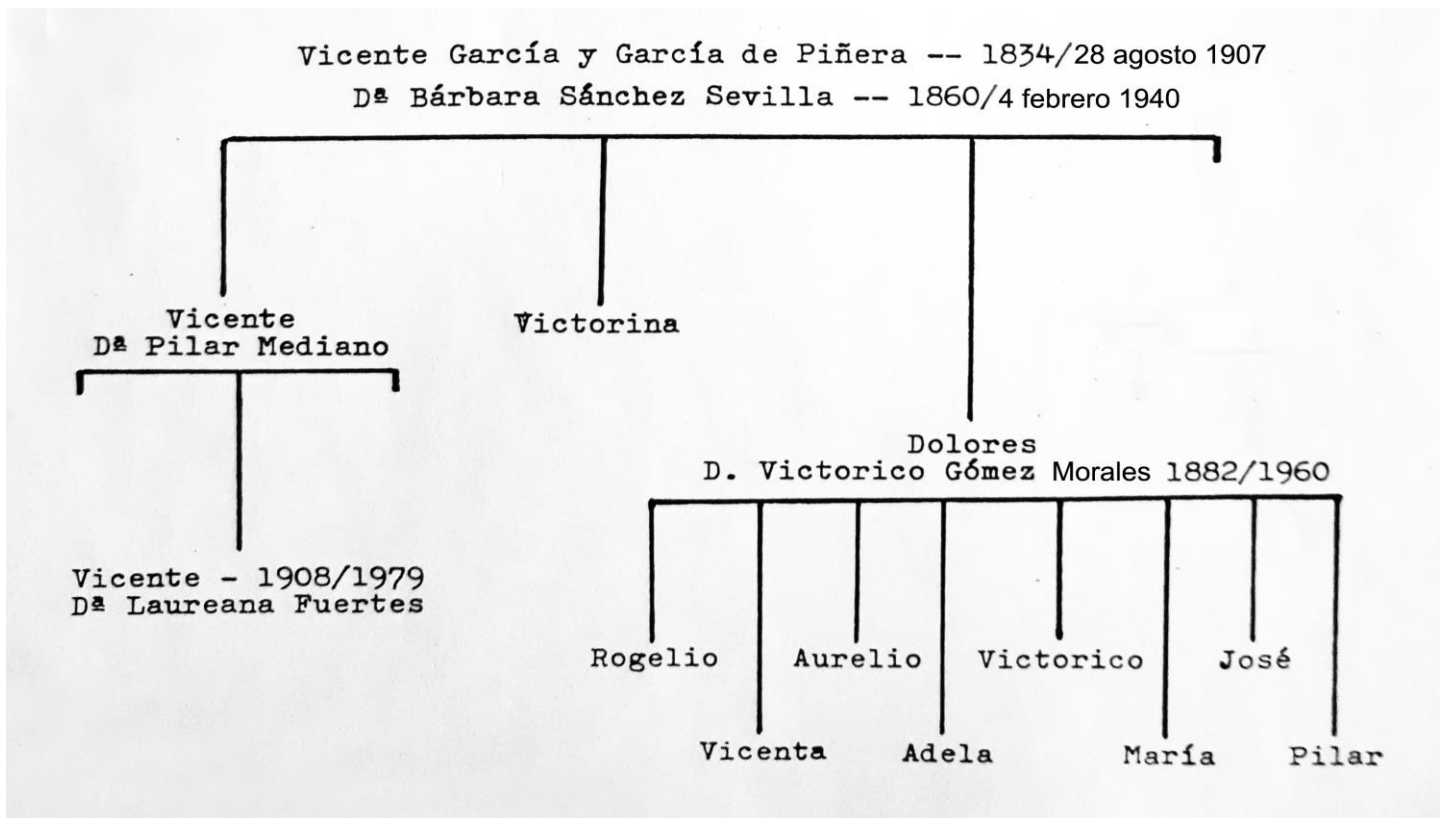 Vicente García y García de Piñera -- 1834/28 agosto 1907
Dª Bárbara Sánchez Sevilla -- 1860/4 febrero 1940
Vicente
Dª Pilar Mediano
Victorina
Dolores
D. Victorico Gómez Morales 1882/1960
Vicente - 1908/1979
Dª Laureana Fuertes
Rogelio Aurelio Victorico José
Vicenta Adela María Pilar